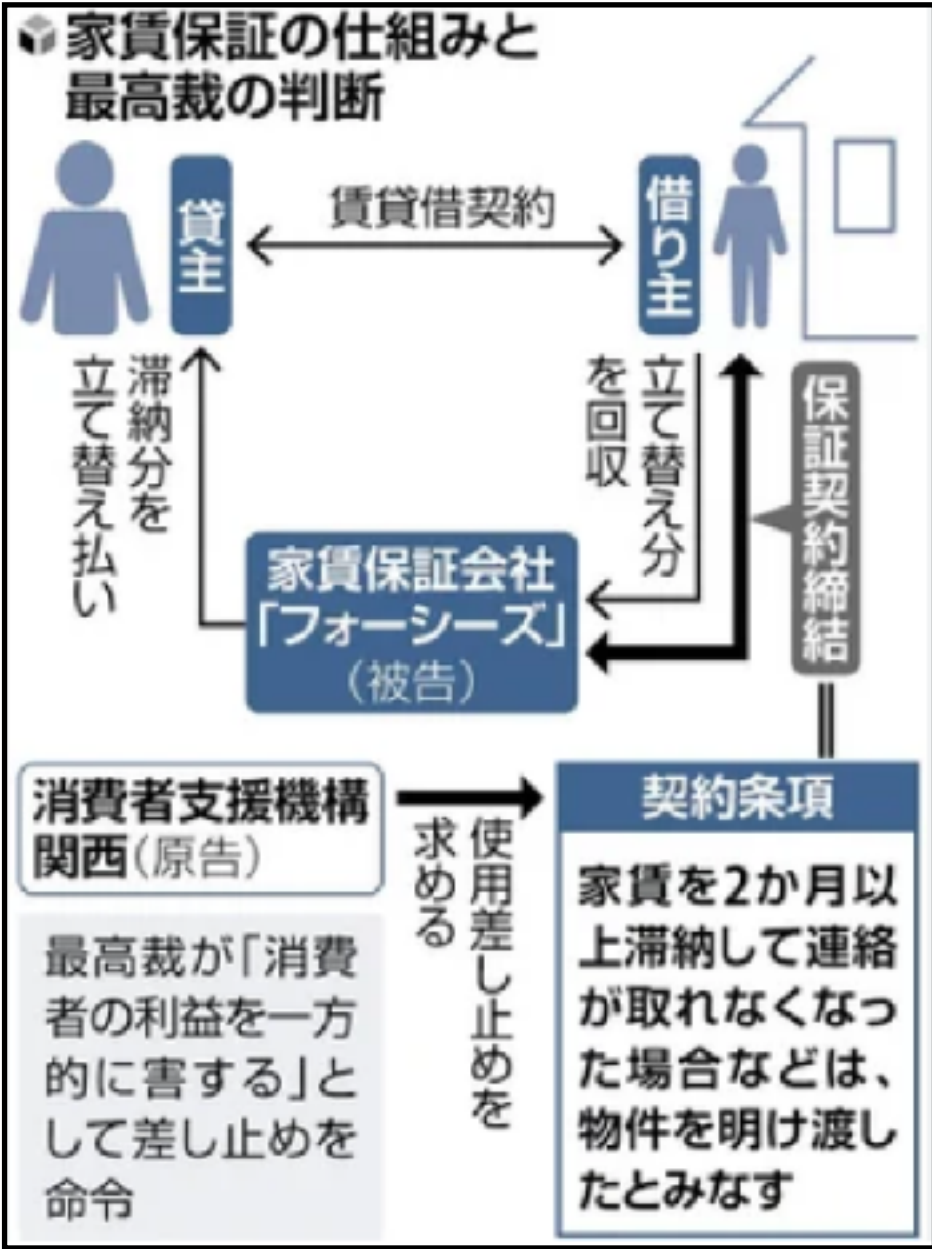 家賃保証の仕組みと
最高裁の判断
貸主
賃貸借契約
借り主
滞納分を
立て替え払い
立て替え分
を回収
保証契約締結
家賃保証会社
「フォーシーズ」
（被告）
消費者支援機構
関西（原告）
使用差し止めを
求める
契約条項
家賃を2か月以
上滞納して連絡
が取れなくなっ
た場合などは、
物件を明け渡し
たとみなす
最高裁が「消費
者の利益を一方
的に害する」と
して差し止めを
命令